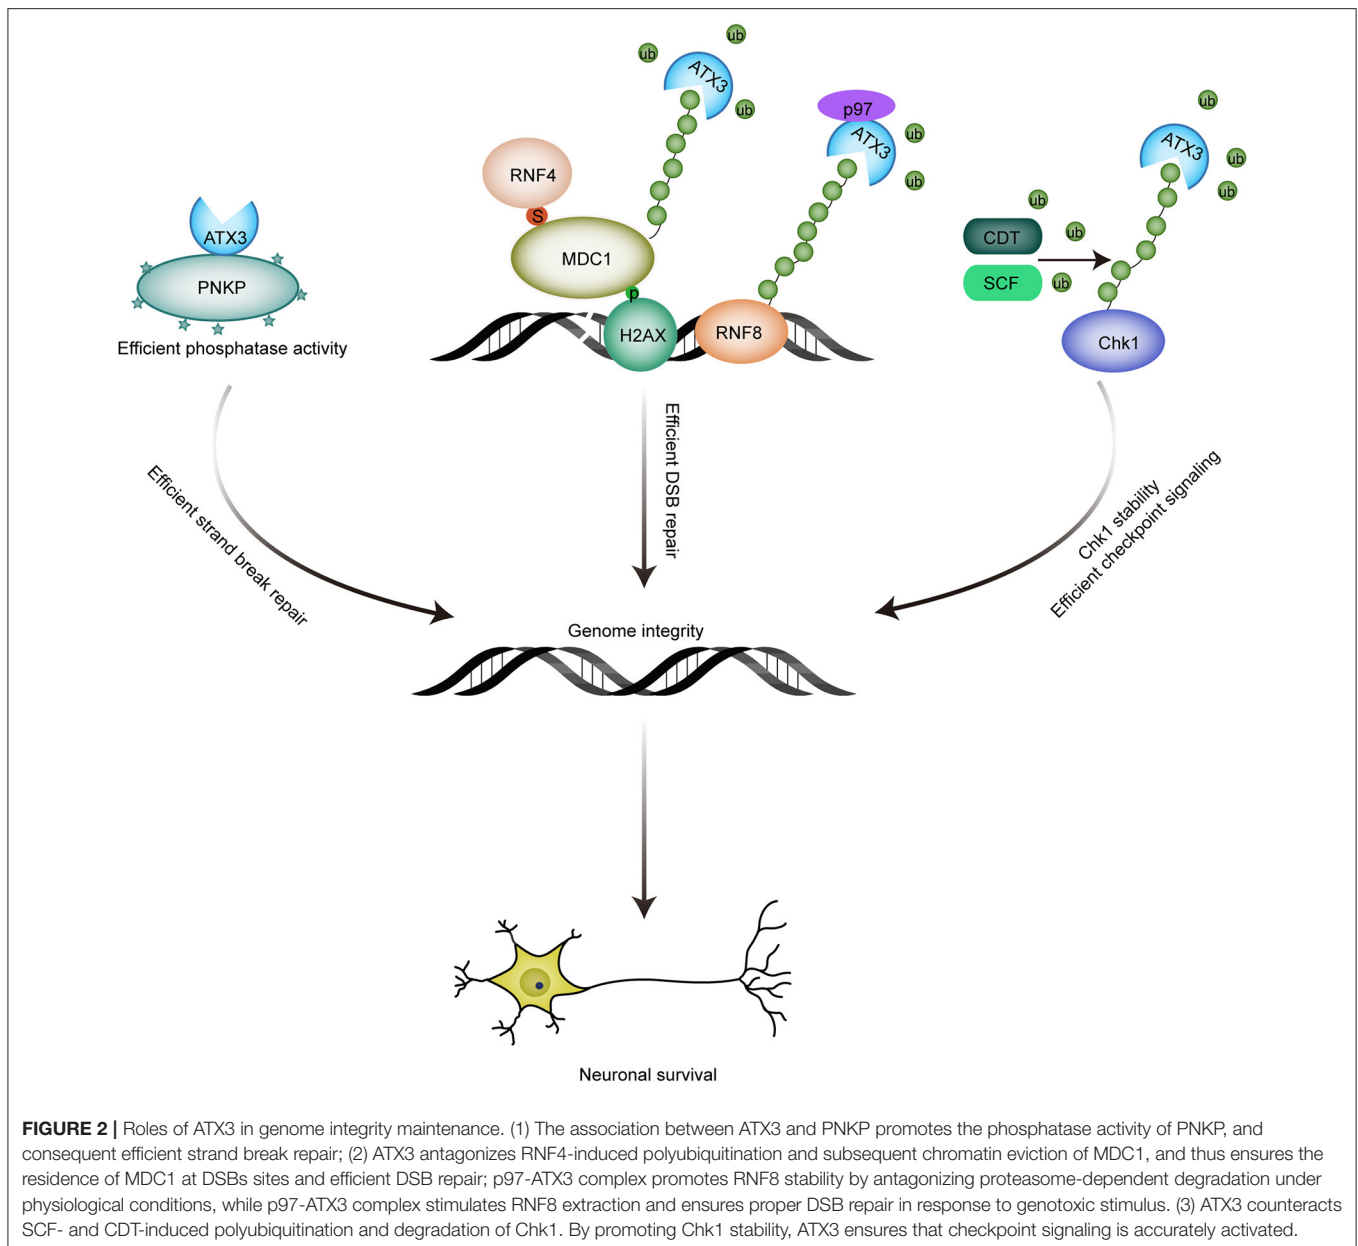 ub
ub
ATX3
ub
p97
ATX3
ub
ub
ub
ATX3
ub
ub
RNF4
S
MDC1
p
H2AX
RNF8
ATX3
PNKP
Efficient phosphatase activity
ub
CDT
ub
SCF
ub
Chk1
Efficient strand break repair
Efficient DSB repair
Chk1 stability
Efficient checkpoint signaling
Genome integrity
Neuronal survival
FIGURE 2 | Roles of ATX3 in genome integrity maintenance. (1) The association between ATX3 and PNKP promotes the phosphatase activity of PNKP, and
consequent efficient strand break repair; (2) ATX3 antagonizes RNF4-induced polyubiquitination and subsequent chromatin eviction of MDC1, and thus ensures the
residence of MDC1 at DSBs sites and efficient DSB repair; p97-ATX3 complex promotes RNF8 stability by antagonzing proteasome-dependent degradation under
physiological conditions, while p97-ATX3 complex stimulates RNF8 extraction and ensures proper DSB repair in response to genotoxic stimulus. (3) ATX3 counteracts
SCF- and CDT-induced polyubiquitination and degradation of Chk1. By promoting Chk1 stability, ATX3 ensures that checkpoint signaling is accurately activated.